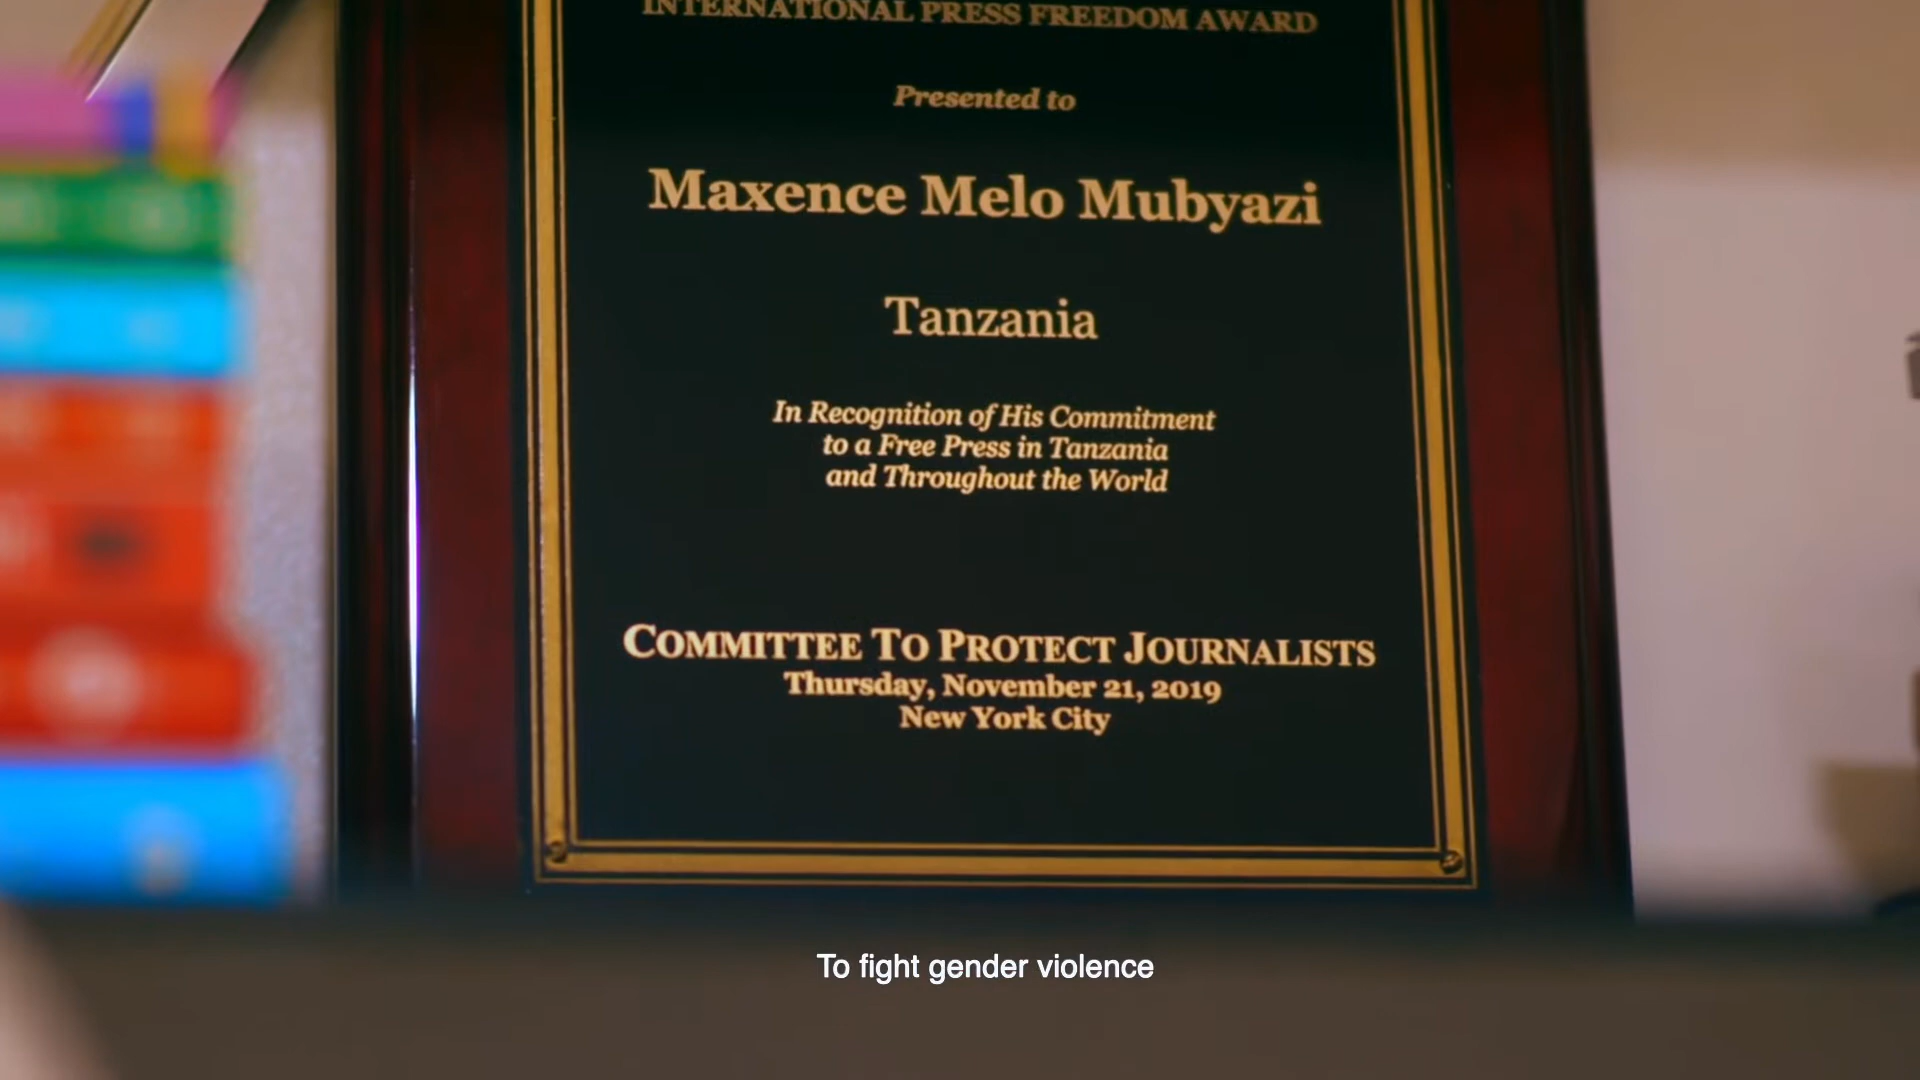 INTERNATIONAL PRESS FREEDOM AWARD
Presented to
Maxence Melo Mubyazi
Tanzania
In Recognition of His Commitment
to a Free Press in Tanzania
and Throughout the World
COMMITTEE TO PROTECT JOURNALISTS
Thursday, November 21, 2019
New York City
To fight gender violence